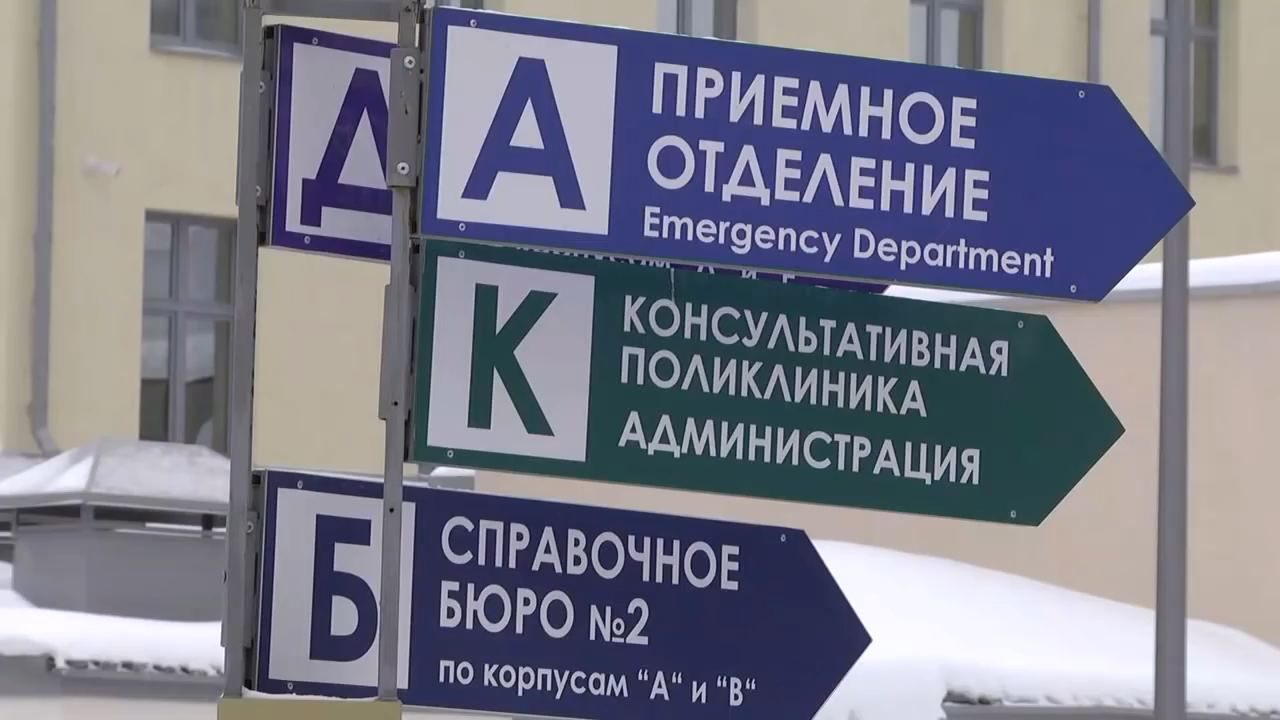 Д
А
ПРИЕМНОЕ
ОТДЕЛЕНИЕ
Emergency Department
К
КОНСУЛЬТАТИВНАЯ
ПОЛИКЛИНИКА
АДМИНИСТРАЦИЯ
Б
СПРАВОЧНОЕ
БЮРО №2
по корпусам “А“ и “В“